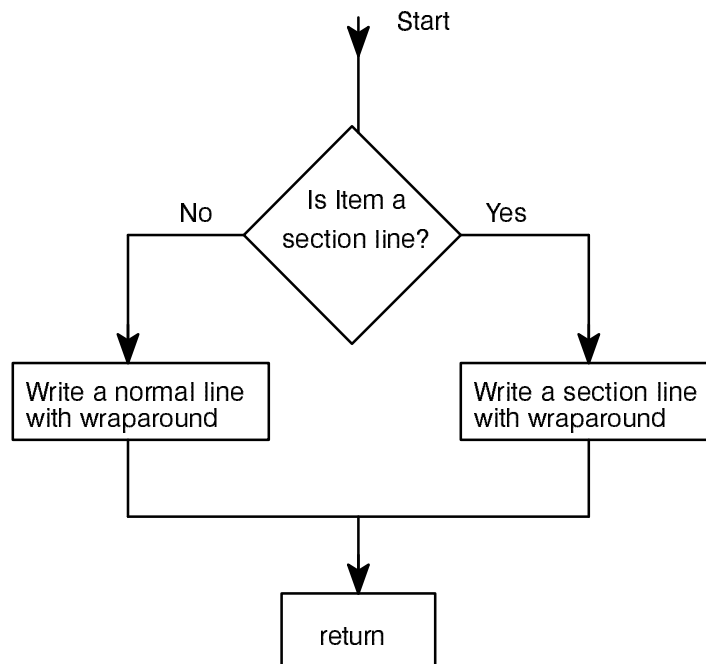 Start
Is Item a
section line?
No
Yes
Write a normal line
with wraparound
Write a section line
with wraparound
return